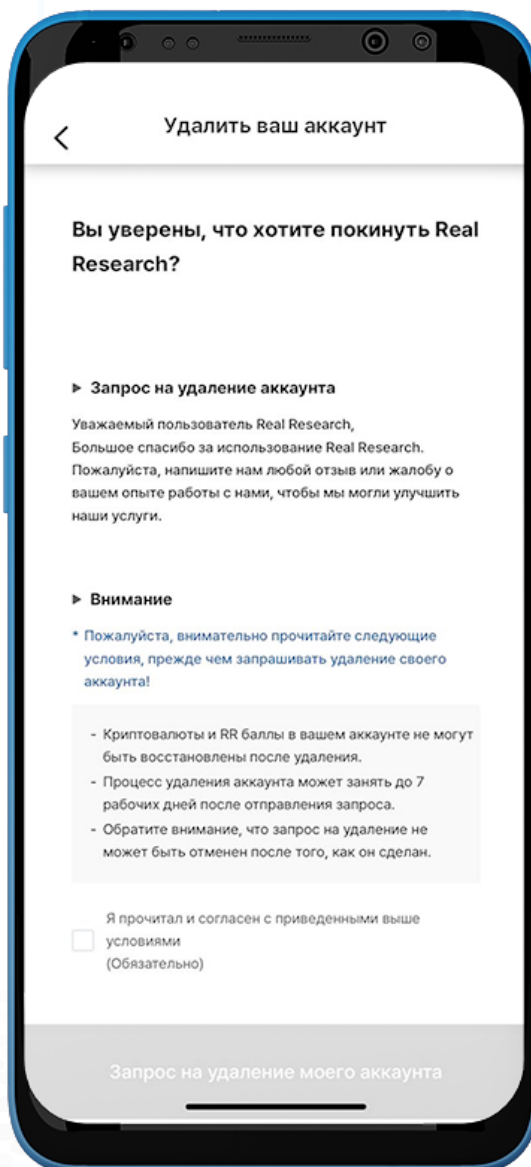 Удалить ваш аккаунт
Вы уверены, что хотите покинуть Real
Research?
▶ Запрос на удаление аккаунта
Уважаемый пользователь Real Research,
Большое спасибо за использование Real Research.
Пожалуйста, напишите нам любой отзыв или жалобу о
вашем опыте работы с нами, чтобы мы могли улучшить
наши услуги.
▶ Внимание
* Пожалуйста, внимательно прочитайте следующие
условия, прежде чем запрашивать удаление своего
аккаунта!
- Криптовалюты и RR баллы в вашем аккаунте не могут
быть восстановлены после удаления.
- Процесс удаления аккаунта может занять до 7
рабочих дней после отправления запроса.
- Обратите внимание, что запрос на удаление не
может быть отменен после того, как он сделан.
Я прочитал и согласен с приведенными выше
условиями
(Обязательно)
Запрос на удаление моего аккаунта